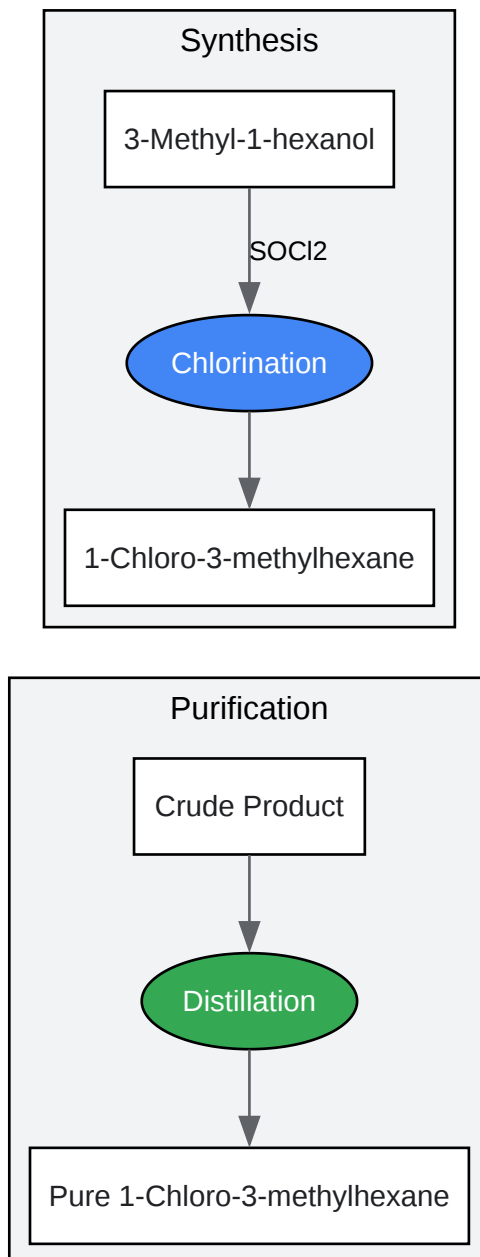 Synthesis
3-Methyl-1-hexanol
SOCl2
Chlorination
1-Chloro-3-methylhexane
Purification
Crude Product
Distillation
Pure 1-Chloro-3-methylhexane